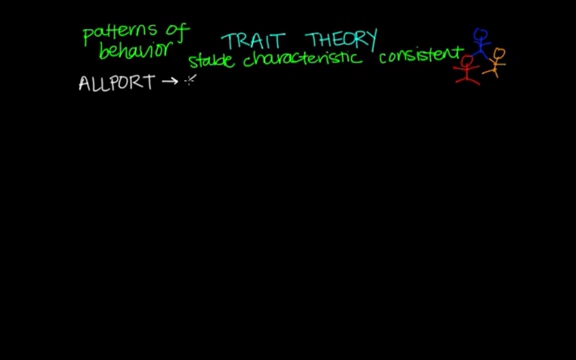 patterns of behavior
TRAIT THEORY
stable characteristic consistent
ALLPORT →